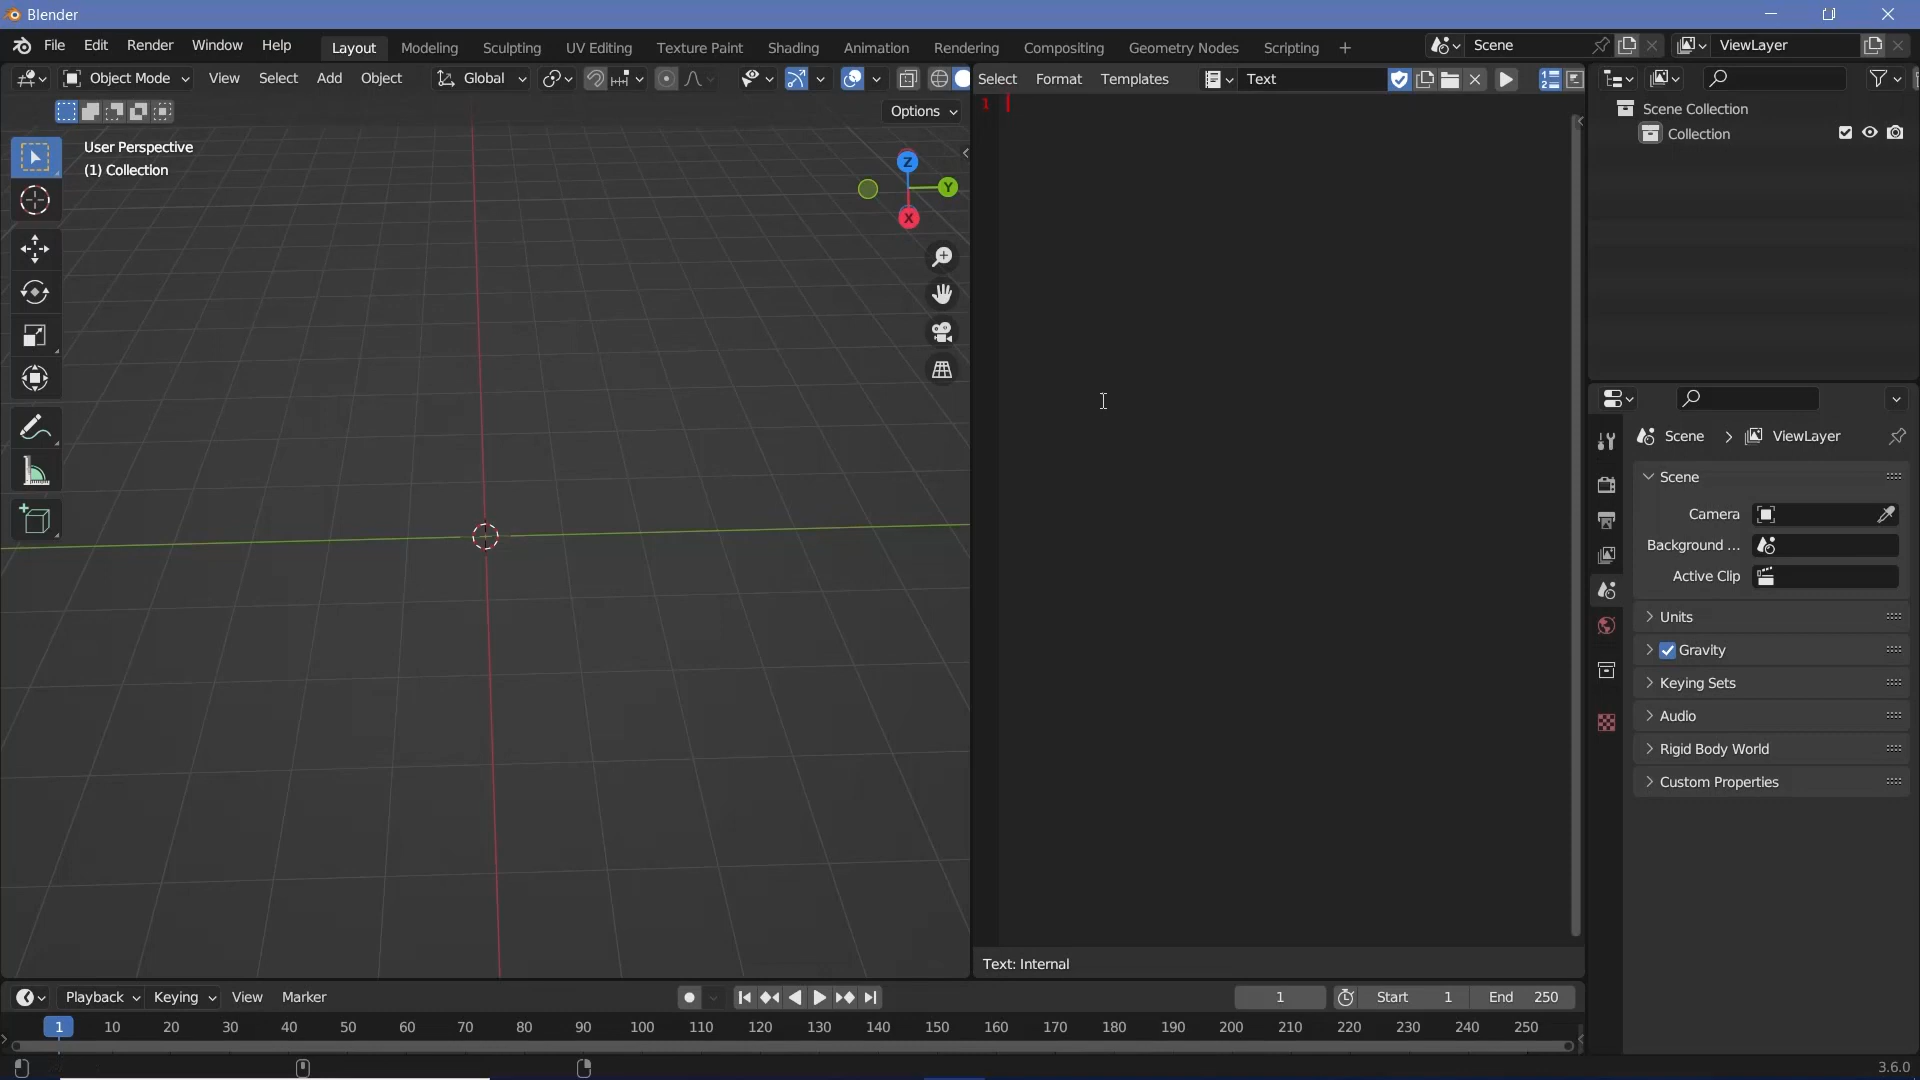 Blender
File Edit Render Window Help Layout Modeling Sculpting UV Editing Texture Paint Shading Animation Rendering Compositing Geometry Nodes Scripting + Scene ViewLayer
Object Mode View Select Add Object Global
Select Format Templates Text
Options
User Perspective
(1) Collection
Z
Y
X
1
Text: Internal
Scene Collection
Collection
Scene > ViewLayer
Scene
Camera
Background ...
Active Clip
Units
Gravity
Keying Sets
Audio
Rigid Body World
Custom Properties
Playback Keying View Marker 1 Start 1 End 250
1 10 20 30 40 50 60 70 80 90 100 110 120 130 140 150 160 170 180 190 200 210 220 230 240 250
3.6.0